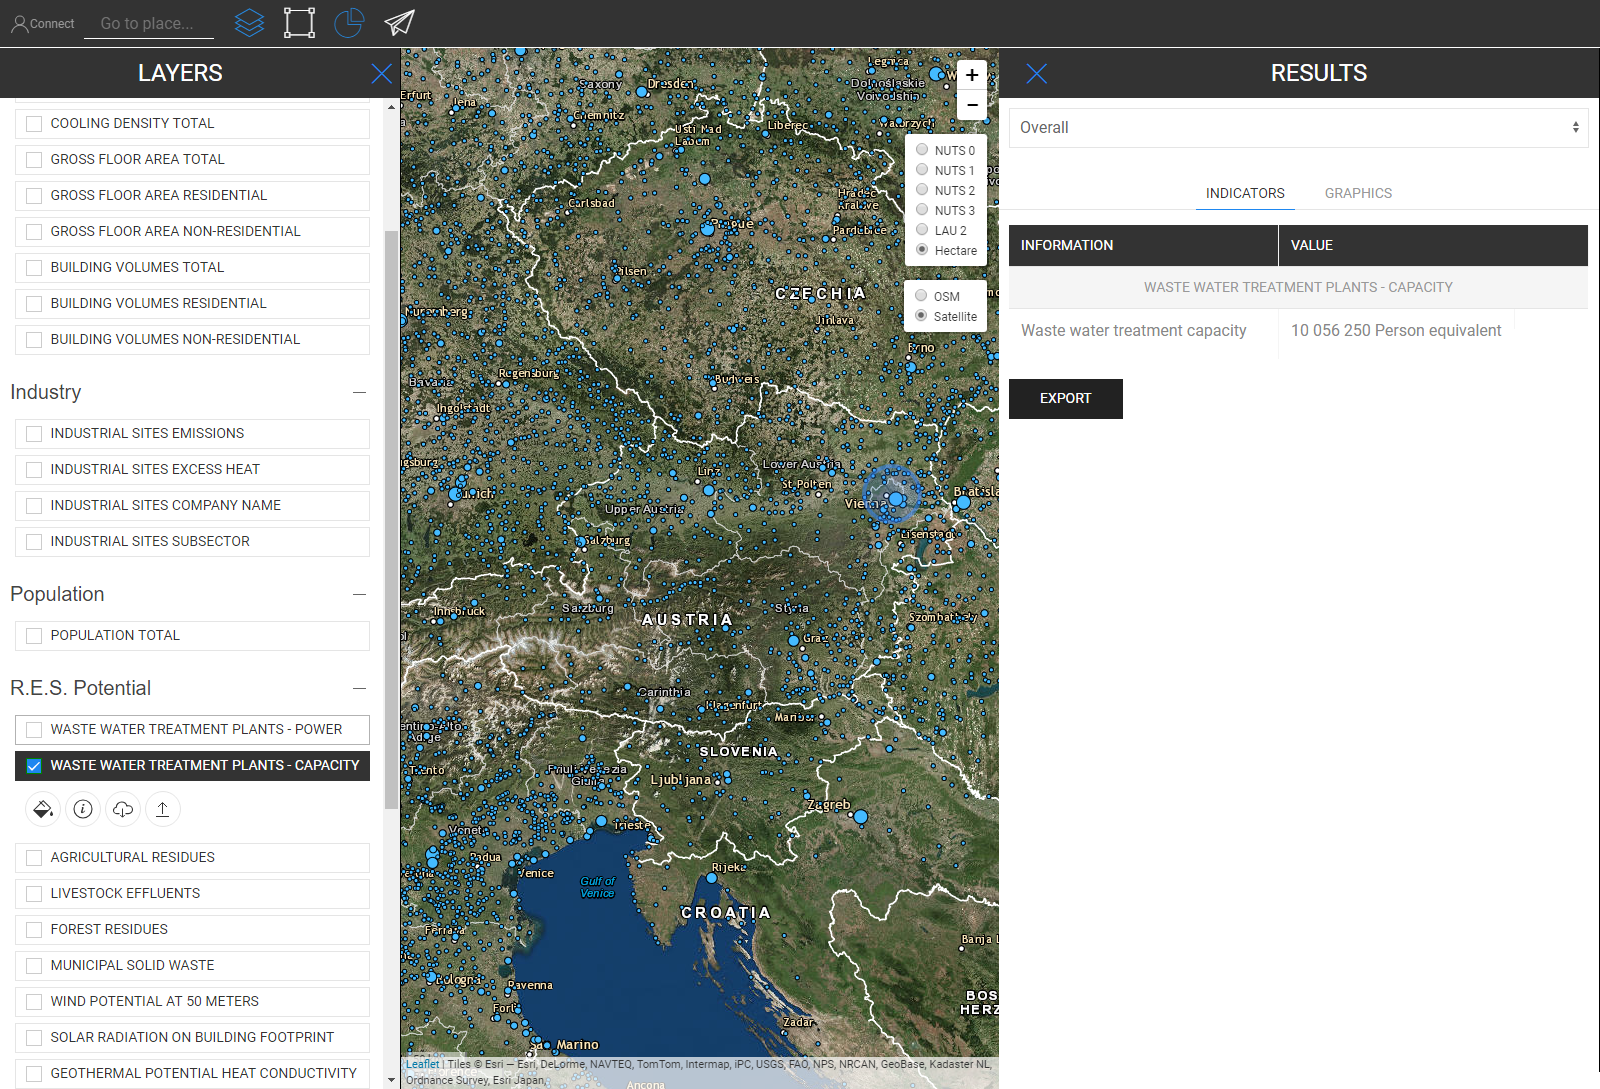 Connect
Go to place...
LAYERS
COOLING DENSITY TOTAL
GROSS FLOOR AREA TOTAL
GROSS FLOOR AREA RESIDENTIAL
GROSS FLOOR AREA NON-RESIDENTIAL
BUILDING VOLUMES TOTAL
BUILDING VOLUMES RESIDENTIAL
BUILDING VOLUMES NON-RESIDENTIAL
Industry
INDUSTRIAL SITES EMISSIONS
INDUSTRIAL SITES EXCESS HEAT
INDUSTRIAL SITES COMPANY NAME
INDUSTRIAL SITES SUBSECTOR
Population
POPULATION TOTAL
R.E.S. Potential
WASTE WATER TREATMENT PLANTS - POWER
WASTE WATER TREATMENT PLANTS - CAPACITY
AGRICULTURAL RESIDUES
LIVESTOCK EFFLUENTS
FOREST RESIDUES
MUNICIPAL SOLID WASTE
WIND POTENTIAL AT 50 METERS
SOLAR RADIATION ON BUILDING FOOTPRINT
GEOTHERMAL POTENTIAL HEAT CONDUCTIVITY
Legnica
Saxony
Dresden
Dolnoslaskie
Voivodship
Erfurt
Jena
Chemnitz
Liberec
Walbrzych
Usti Nad
Labem
Carlsbad
Hradec
Kralove
Prague
Pardubice
Pilsen
CZECHIA
Nuremberg
Jihlava
Brno
Regensburg
Budweis
Bavaria
Ingolstadt
Linz
Lower Austria
St. Polten
Munich
Vienna
Bratisla
Upper Austria
Eisenstadt
Salzburg
Innsbruck
Salzburg
Styria
AUSTRIA
Szombathely
Graz
Carinthia
Klagenfurt
Maribor
entino-Alto
Adige
SLOVENIA
Trento
Friuli Venezia
Giulia
Ljubljana
Zagreb
Trieste
Venet
Padua
Venice
Rijeka
Gulf of
Venice
CROATIA
Ferrara
Banja L
Bologna
Ravenna
Forl
BOS
HERZ
Zadar
Sa Marino
Ancona
+
−
NUTS 0
NUTS 1
NUTS 2
NUTS 3
LAU 2
Hectare
OSM
Satellite
Leaflet | Tiles © Esri — Esri, DeLorme, NAVTEQ, TomTom, Intermap, iPC, USGS, FAO, NPS, NRCAN, GeoBase, Kadaster NL,
Ordnance Survey, Esri Japan,
RESULTS
Overall
INDICATORS
GRAPHICS
INFORMATION
VALUE
WASTE WATER TREATMENT PLANTS - CAPACITY
Waste water treatment capacity
10 056 250 Person equivalent
EXPORT